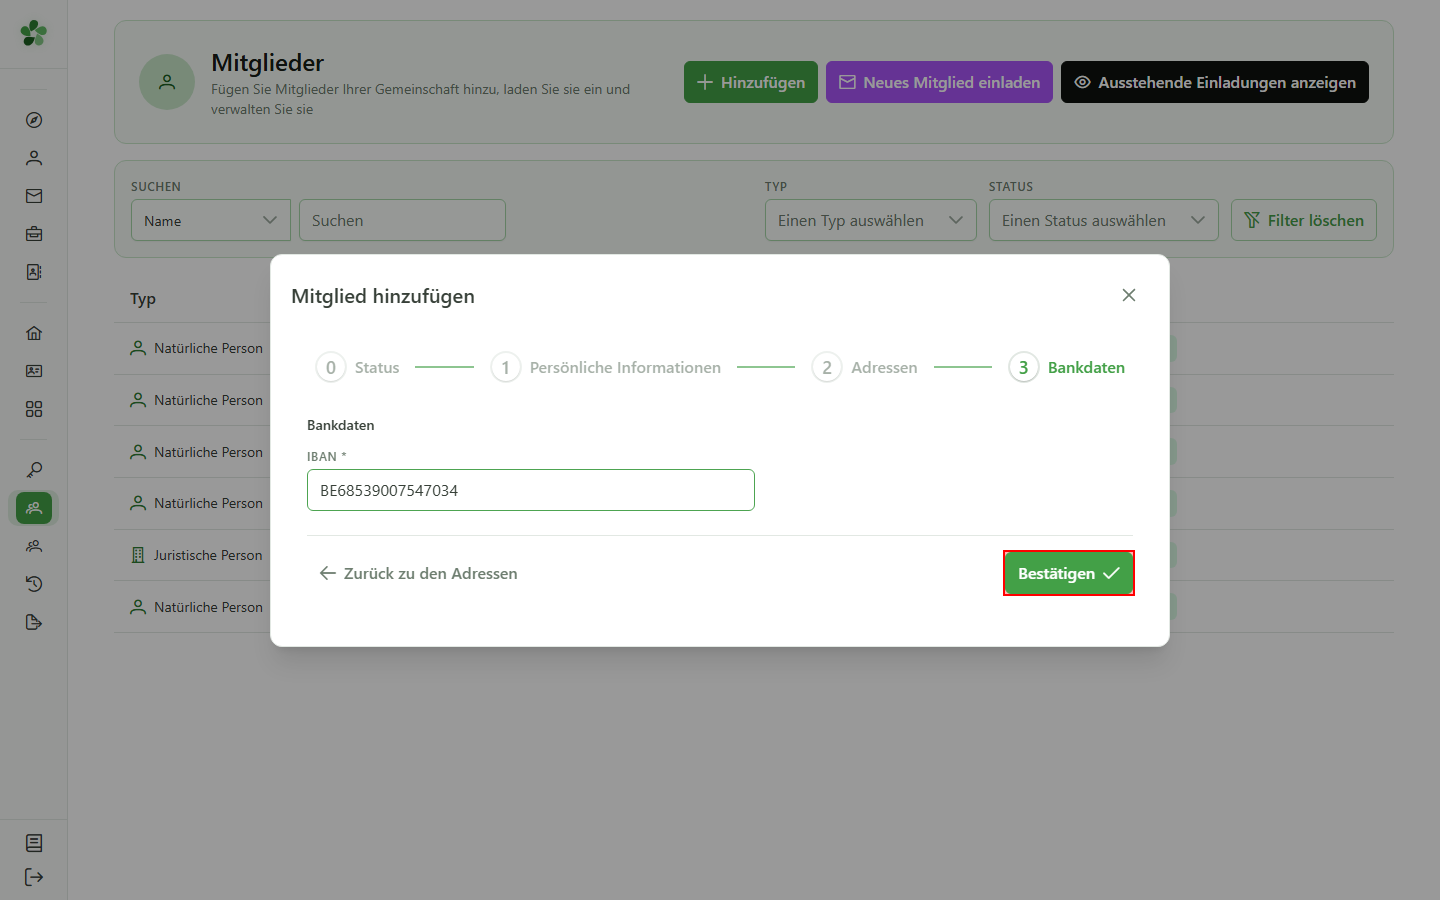 Mitglieder
Fügen Sie Mitglieder Ihrer Gemeinschaft hinzu, laden Sie sie ein und
verwalten Sie sie
Hinzufügen
Neues Mitglied einladen
Ausstehende Einladungen anzeigen
SUCHEN
TYP
STATUS
Name
Suchen
Einen Typ auswählen
Einen Status auswählen
Filter löschen
Typ
Natürliche Person
Natürliche Person
Natürliche Person
Natürliche Person
Juristische Person
Natürliche Person
Mitglied hinzufügen
0 Status
1 Persönliche Informationen
2 Adressen
3 Bankdaten
Bankdaten
IBAN *
BE68539007547034
Zurück zu den Adressen
Bestätigen